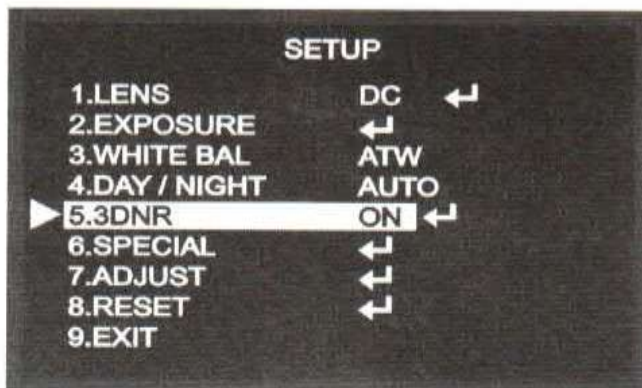 SETUP
1.LENS DC ↵
2.EXPOSURE ↵
3.WHITE BAL ATW
4.DAY / NIGHT AUTO
5.3DNR ON ↵
6.SPECIAL ↵
7.ADJUST ↵
8.RESET ↵
9.EXIT